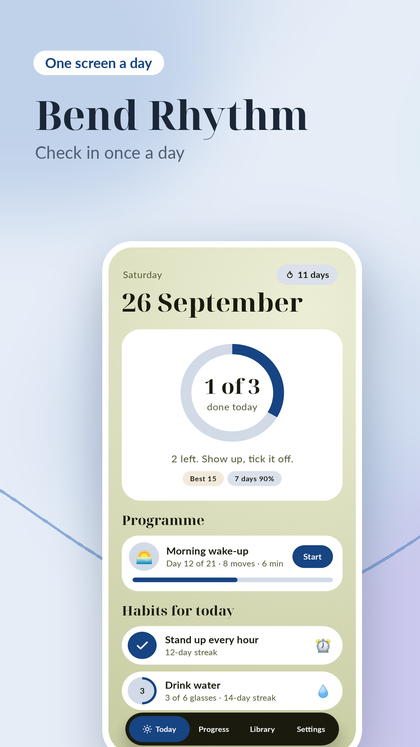 One screen a day
Bend Rhythm
Check in once a day
Saturday
11 days
26 September
1 of 3
done today
2 left. Show up, tick it off.
Best 15
7 days 90%
Programme
Morning wake-up
Day 12 of 21 · 8 moves · 6 min
Start
Habits for today
Stand up every hour
12-day streak
3
Drink water
3 of 6 glasses · 14-day streak
Today
Progress
Library
Settings